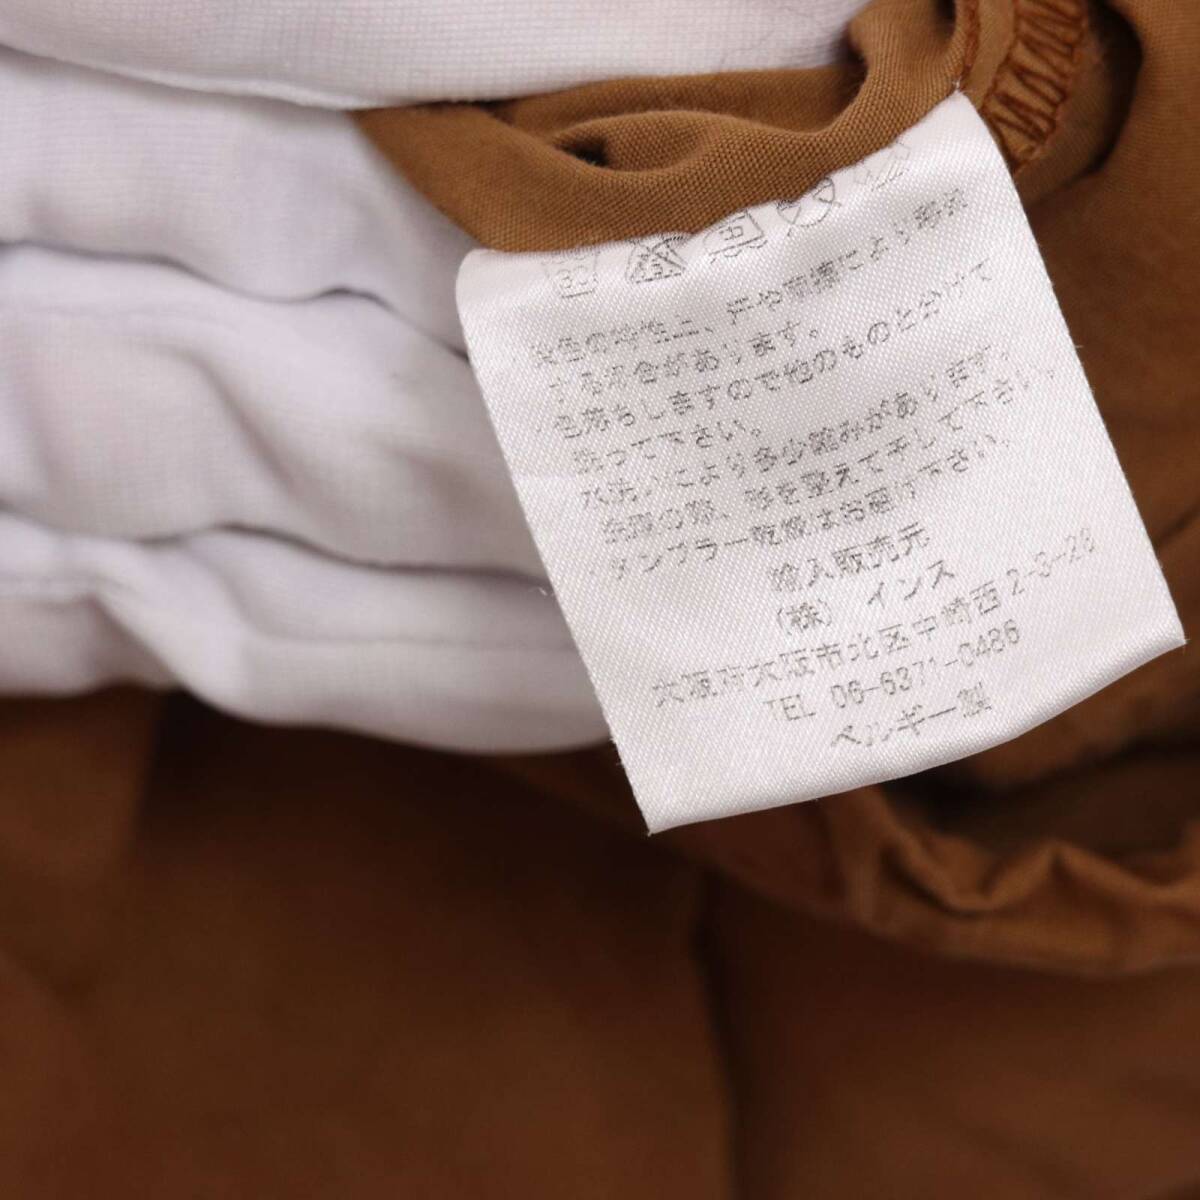 30
・染色の特性上、汗や摩擦により移染
する場合があります。
・色落ちしますので他のものとわけて
洗って下さい。
・水洗いにより多少縮みがあります。
・洗濯の際、形を整えて干して下さい。
・タンブラー乾燥はお避け下さい。
輸入販売元
(株) インス
大阪府大阪市北区中崎西2-3-28
TEL 06-6371-0486
ベルギー製